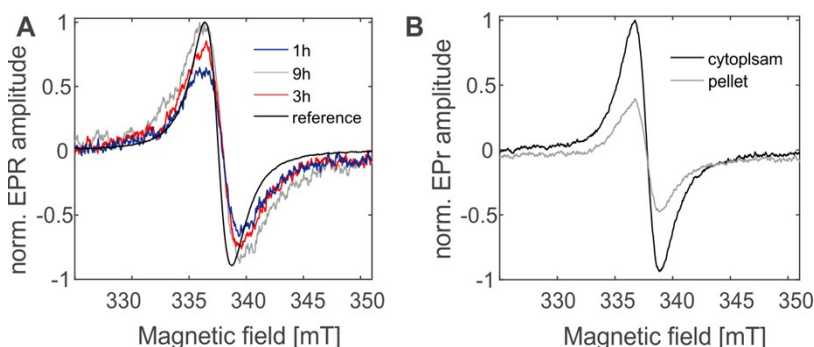 A
norm. EPR amplitude
1
0.5
0
-0.5
-1
1h
9h
3h
reference
330
335
340
345
350
Magnetic field [mT]
B
norm. EPr amplitude
1
0.5
0
-0.5
-1
cytoplsam
pellet
330
335
340
345
350
Magnetic field [mT]